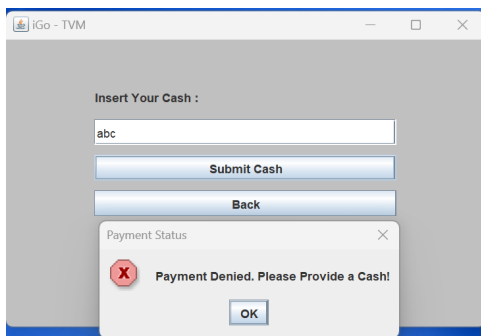 iGo - TVM
Insert Your Cash :
abc
Submit Cash
Back
Payment Status
Payment Denied. Please Provide a Cash!
OK